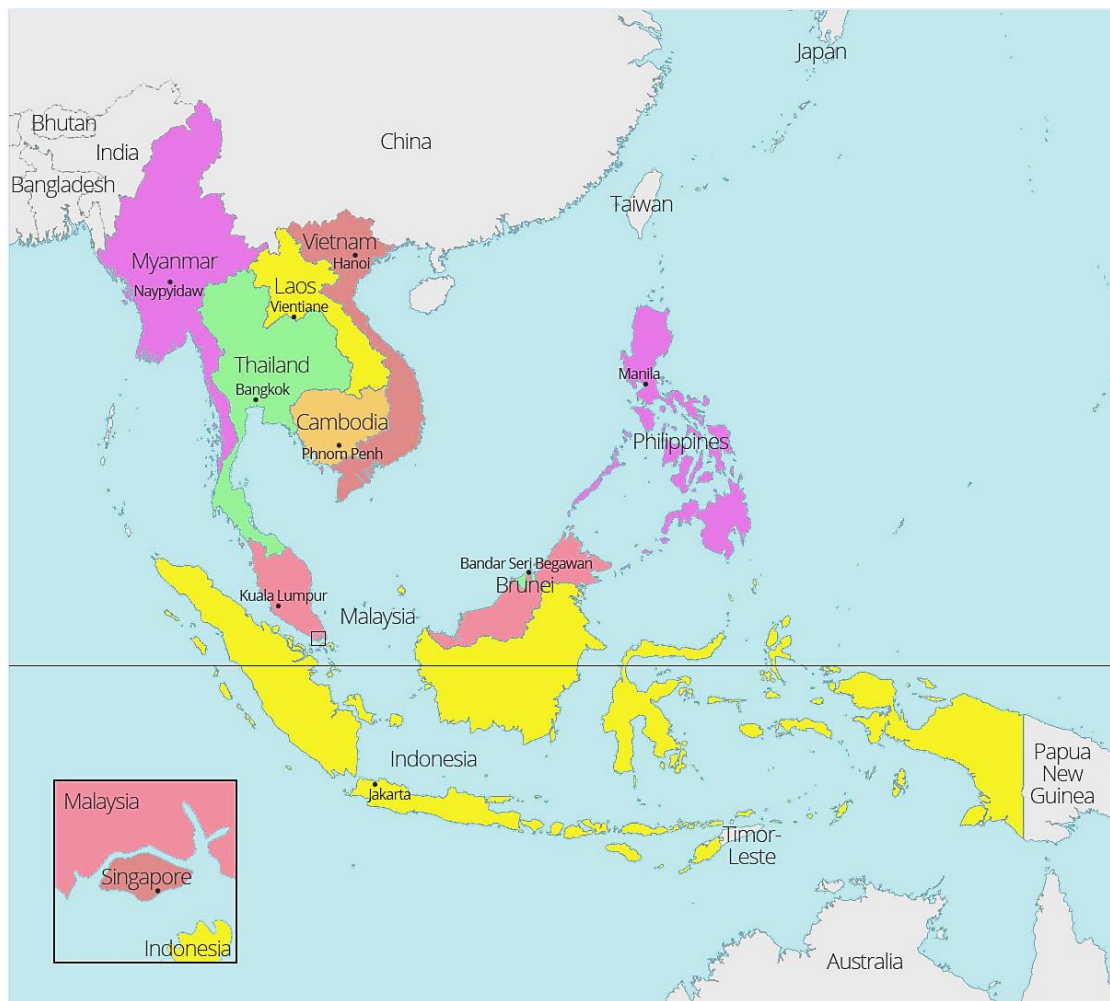 Japan
Bhutan
China
India
Bangladesh
Taiwan
Vietnam
Myanmar
Hanoi
Laos
Naypyidaw
Vientiane
Thailand
Manila
Bangkok
Cambodia
Philippines
Phnom Penh
Bandar Seri Begawan
Brunei
Kuala Lumpur
Malaysia
Indonesia
Papua
New
Guinea
Jakarta
Timor-
Leste
Malaysia
Singapore
Indonesia
Australia